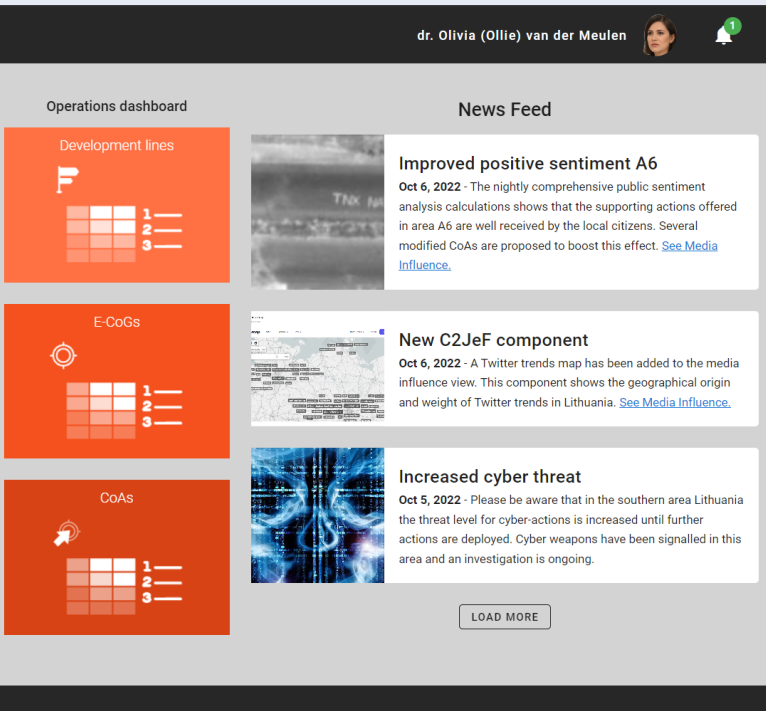 dr. Olivia (Ollie) van der Meulen
1
Operations dashboard
Development lines
1
2
3
E-CoGs
1
2
3
CoAs
1
2
3
News Feed
TNX
Improved positive sentiment A6
Oct 6, 2022 - The nightly comprehensive public sentiment
analysis calculations shows that the supporting actions offered
in area A6 are well received by the local citizens. Several
modified CoAs are proposed to boost this effect. See Media
Influence.
New C2JeF component
Oct 6, 2022 - A Twitter trends map has been added to the media
influence view. This component shows the geographical origin
and weight of Twitter trends in Lithuania. See Media Influence.
Increased cyber threat
Oct 5, 2022 - Please be aware that in the southern area Lithuania
the threat level for cyber-actions is increased until further
actions are deployed. Cyber weapons have been signalled in this
area and an investigation is ongoing.
LOAD MORE